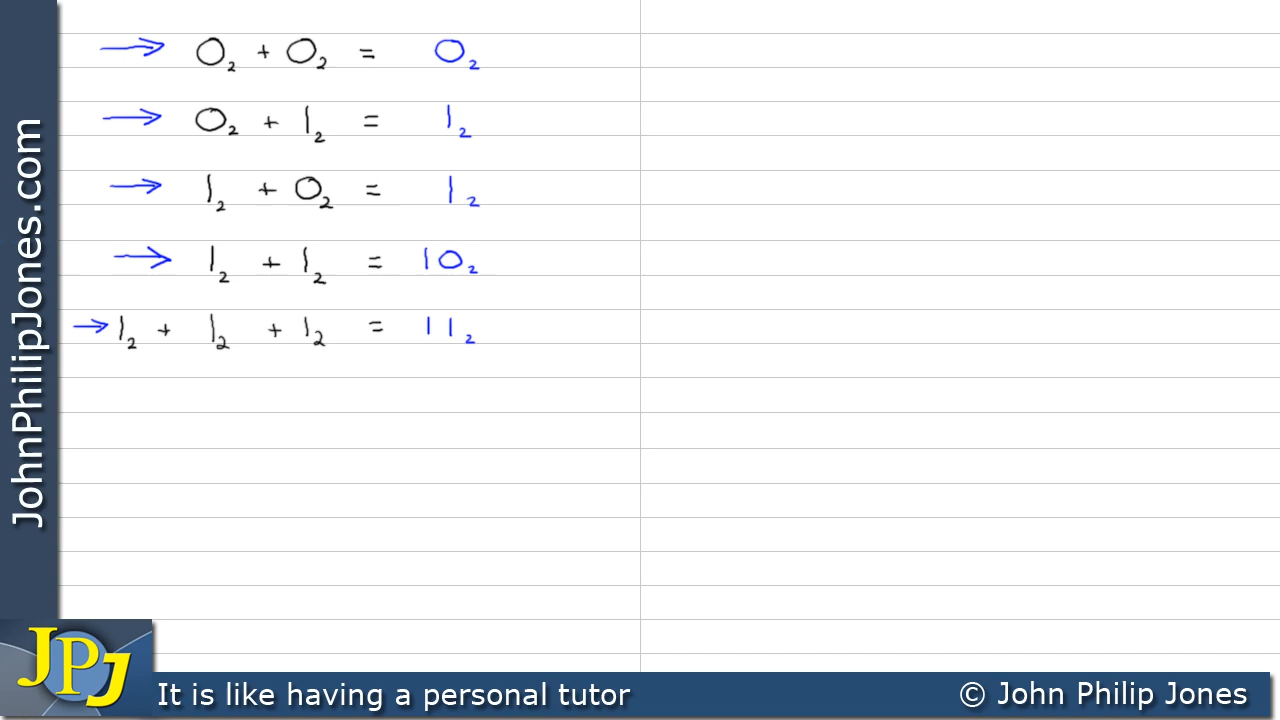 → 0₂ + 0₂ = 0₂
→ 0₂ + 1₂ = 1₂
→ 1₂ + 0₂ = 1₂
→ 1₂ + 1₂ = 10₂
→ 1₂ + 1₂ + 1₂ = 11₂
JohnPhilipJones.com
JPJ
It is like having a personal tutor
© John Philip Jones